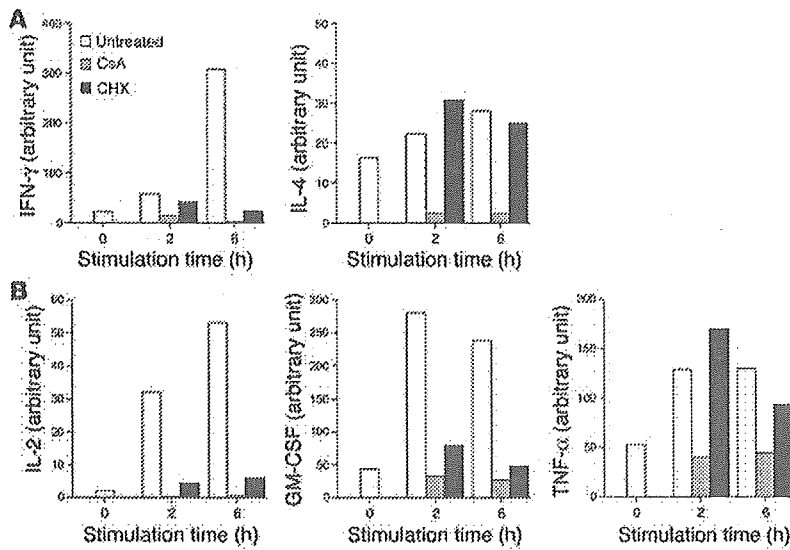 A
IFN-γ (arbitrary unit)
400
300
200
100
0
Untreated
CsA
CHX
0 2 6
Stimulation time (h)
IL-4 (arbitrary unit)
50
40
30
20
10
0
0 2 6
Stimulation time (h)
B
IL-2 (arbitrary unit)
60
50
40
30
20
10
0
0 2 6
Stimulation time (h)
GM-CSF (arbitrary unit)
300
250
200
150
100
50
0
0 2 6
Stimulation time (h)
TNF-α (arbitrary unit)
200
150
100
50
0
0 2 6
Stimulation time (h)